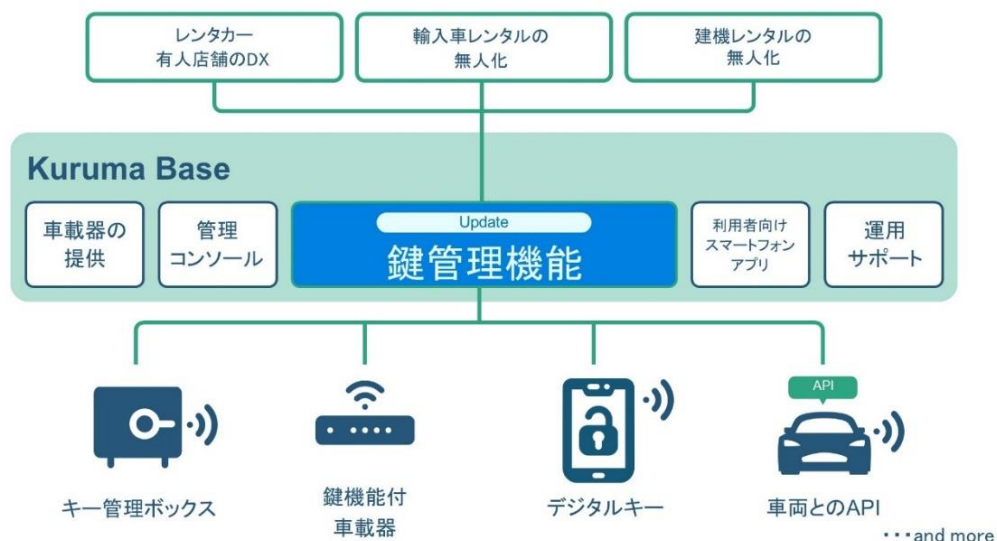 レンタカー
有人店舗のDX
輸入車レンタルの
無人化
建機レンタルの
無人化
Kuruma Base
車載器の
提供
管理
コンソール
Update
鍵管理機能
利用者向け
スマートフォン
アプリ
運用
サポート
API
キー管理ボックス
鍵機能付
車載器
デジタルキー
車両とのAPI
･･･and more